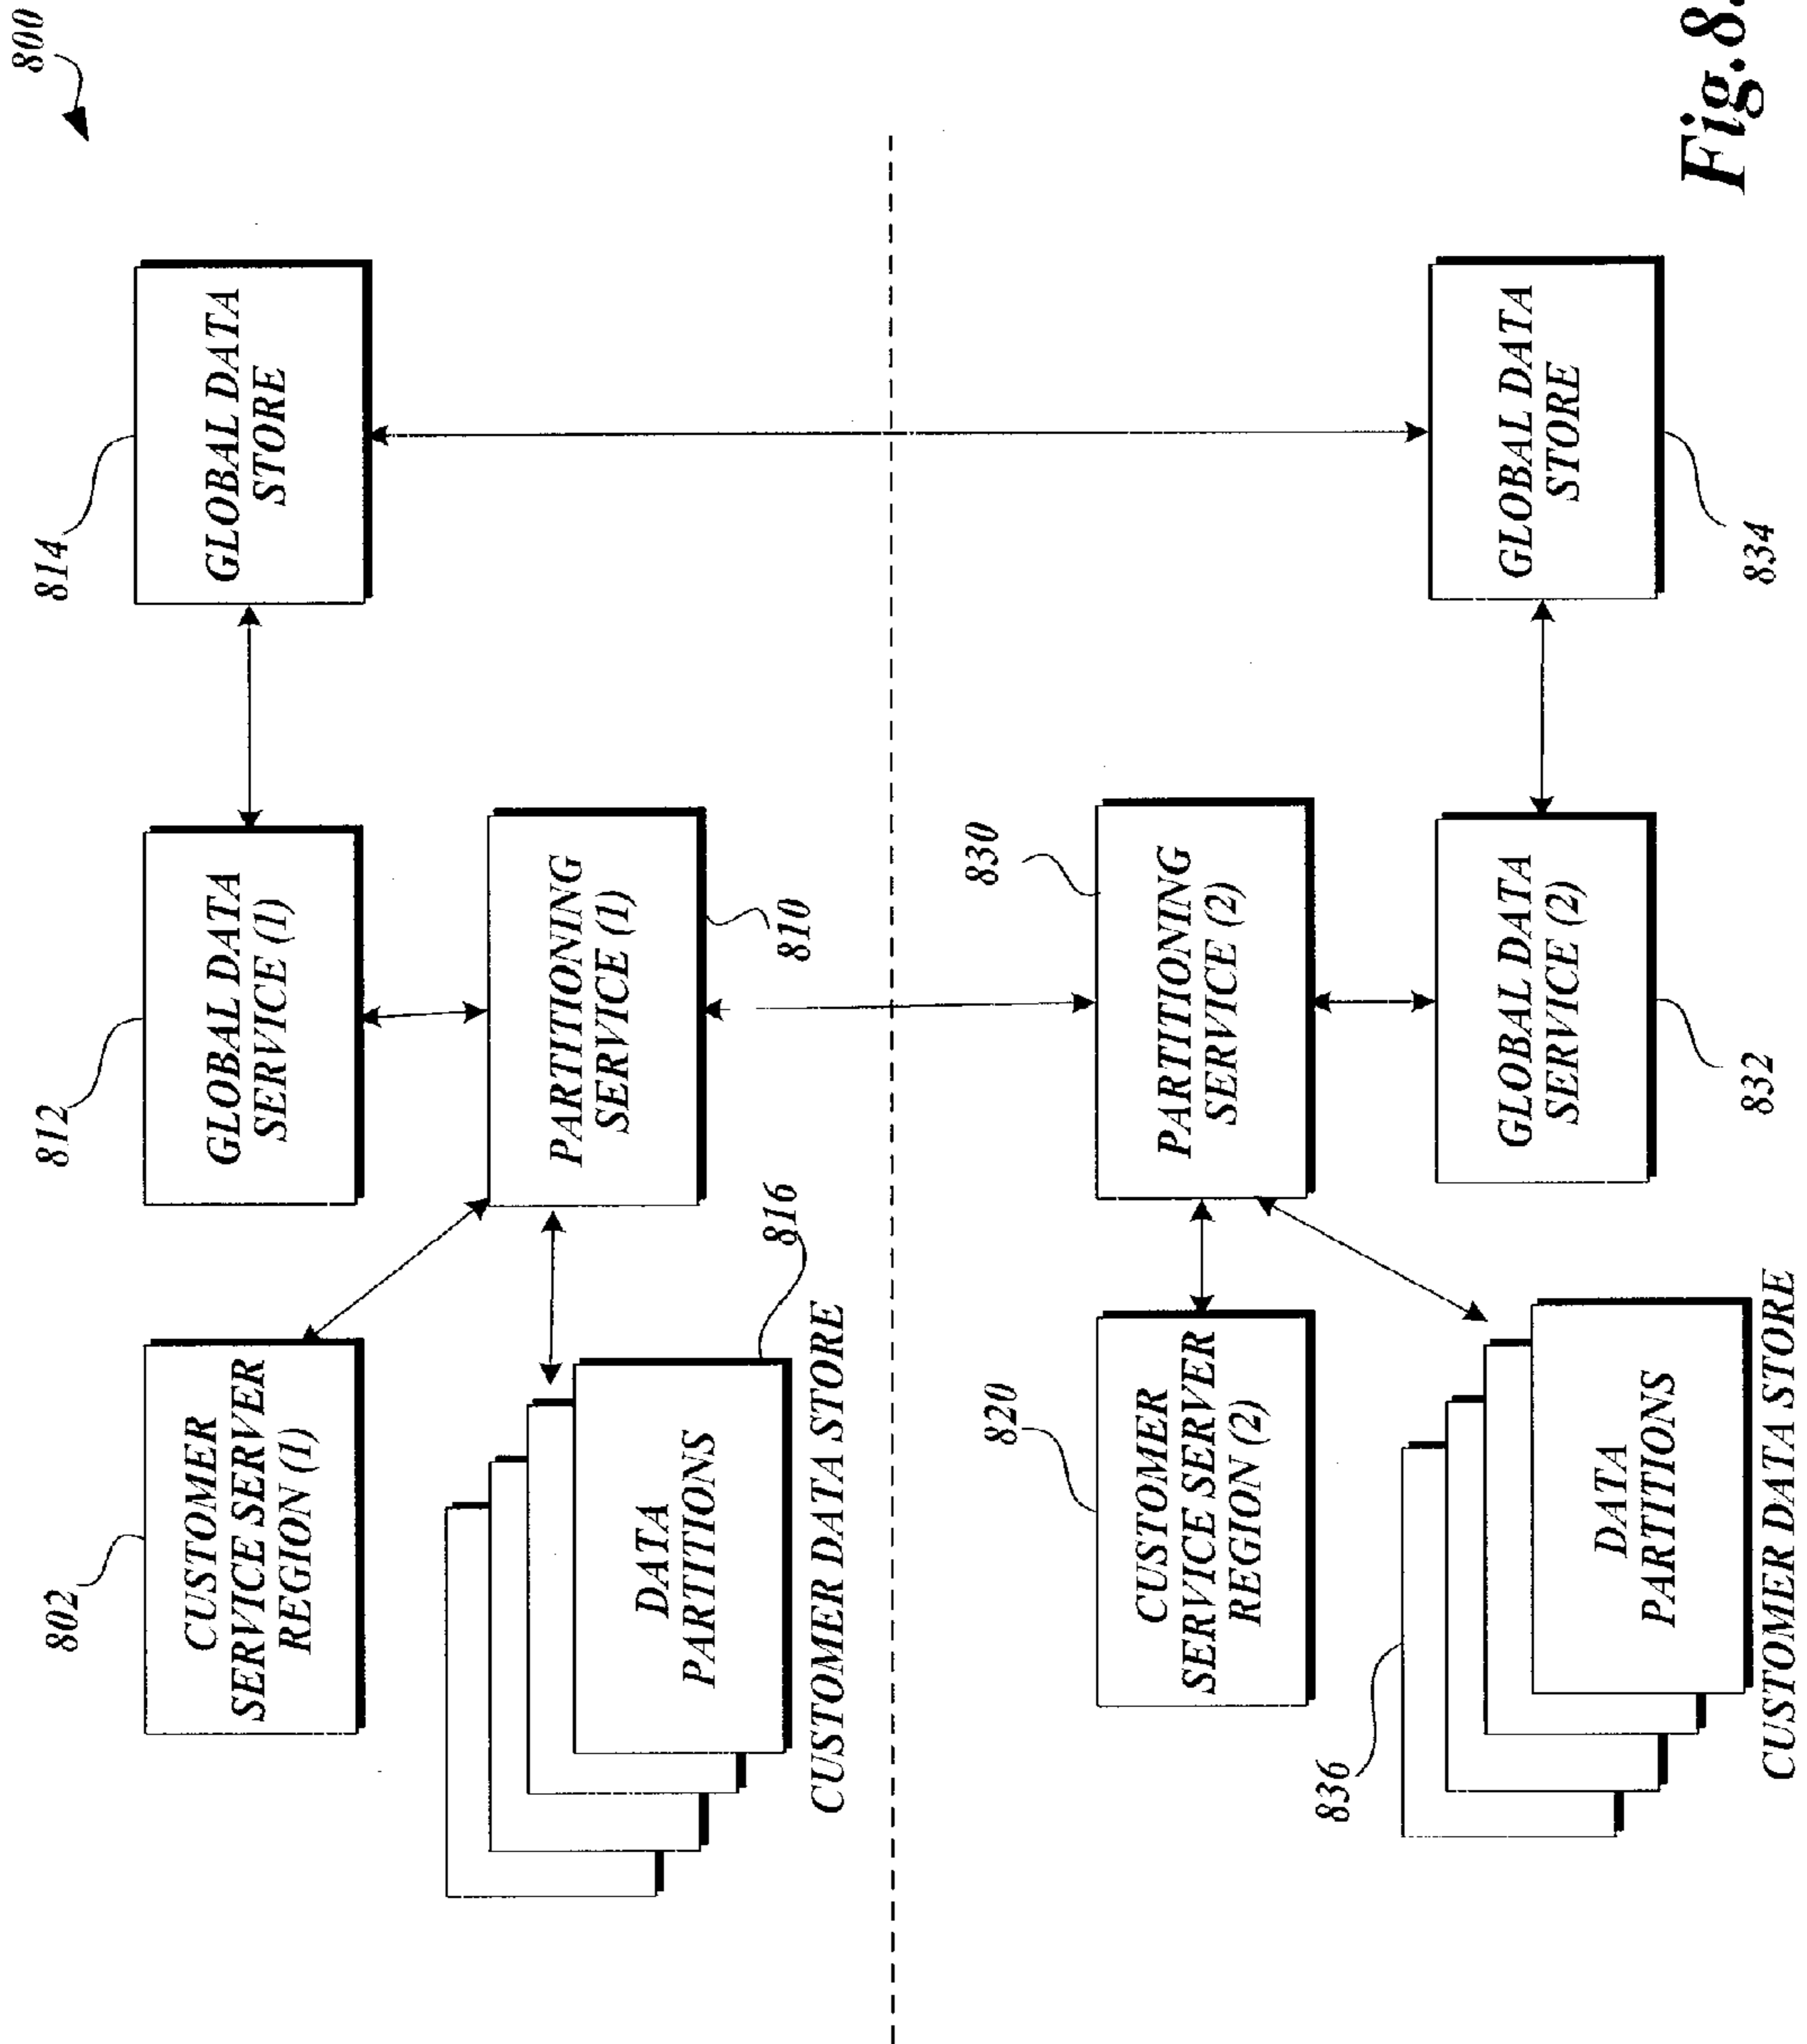 800
802
CUSTOMER
SERVICE SERVER
REGION (1)
812
GLOBAL DATA
SERVICE (1)
814
GLOBAL DATA
STORE
DATA
PARTITIONS
816
CUSTOMER DATA STORE
PARTITIONING
SERVICE (1)
810
820
CUSTOMER
SERVICE SERVER
REGION (2)
830
PARTITIONING
SERVICE (2)
836
DATA
PARTITIONS
CUSTOMER DATA STORE
GLOBAL DATA
SERVICE (2)
832
GLOBAL DATA
STORE
834
Fig.8.